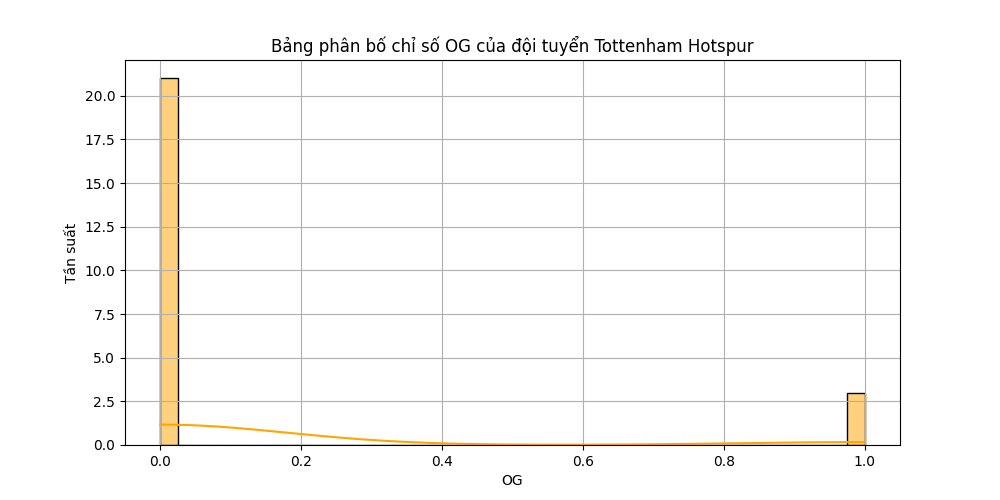 Bảng phân bố chỉ số OG của đội tuyển Tottenham Hotspur
Tần suất
20.0
17.5
15.0
12.5
10.0
7.5
5.0
2.5
0.0
0.0 0.2 0.4 0.6 0.8 1.0
OG